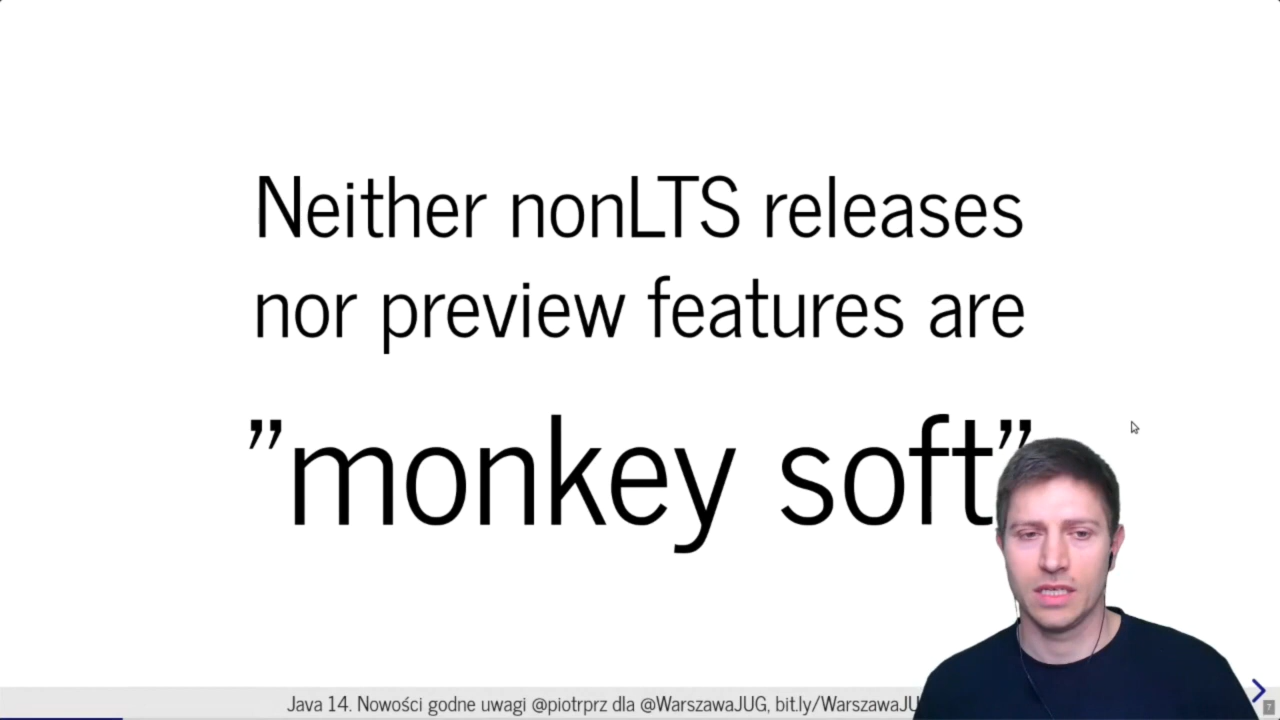 Neither nonLTS releases
nor preview features are
”monkey soft”
Java 14. Nowości godne uwagi @piotrprz dla @WarszawaJUG, bit.ly/WarszawaJU
7